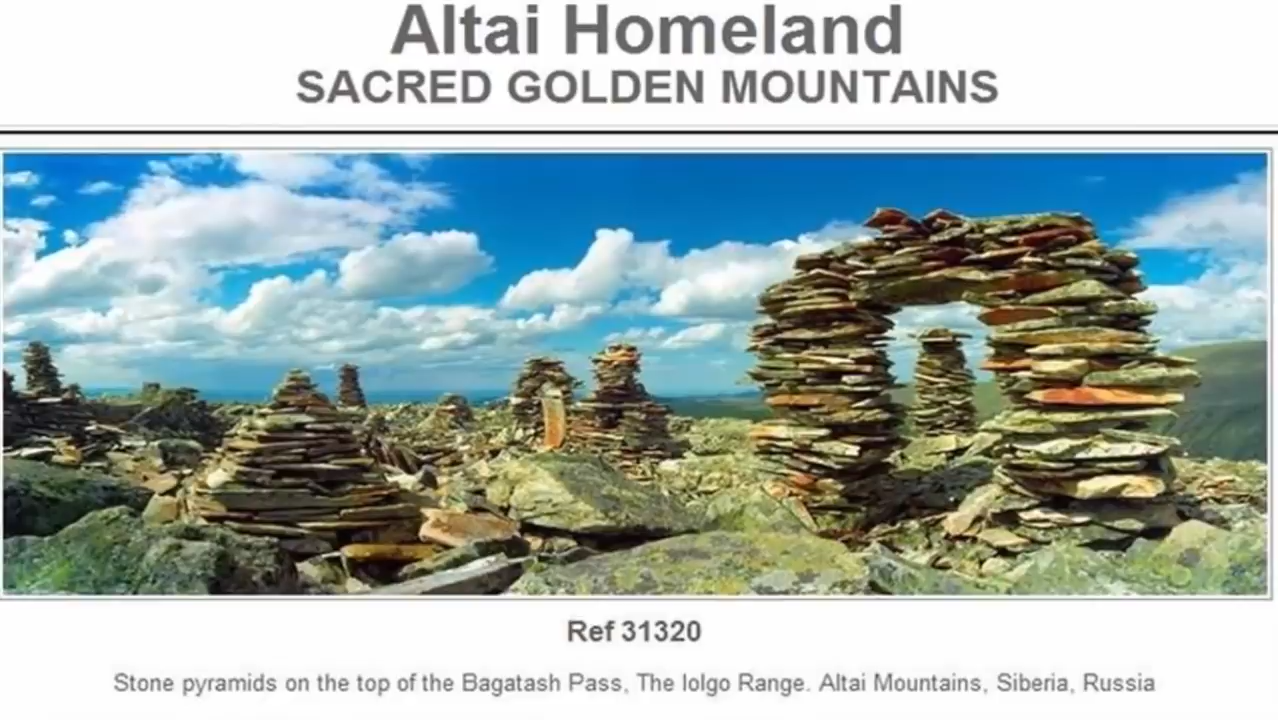 Altai Homeland
SACRED GOLDEN MOUNTAINS
Ref 31320
Stone pyramids on the top of the Bagatash Pass, The Iolgo Range. Altai Mountains, Siberia, Russia